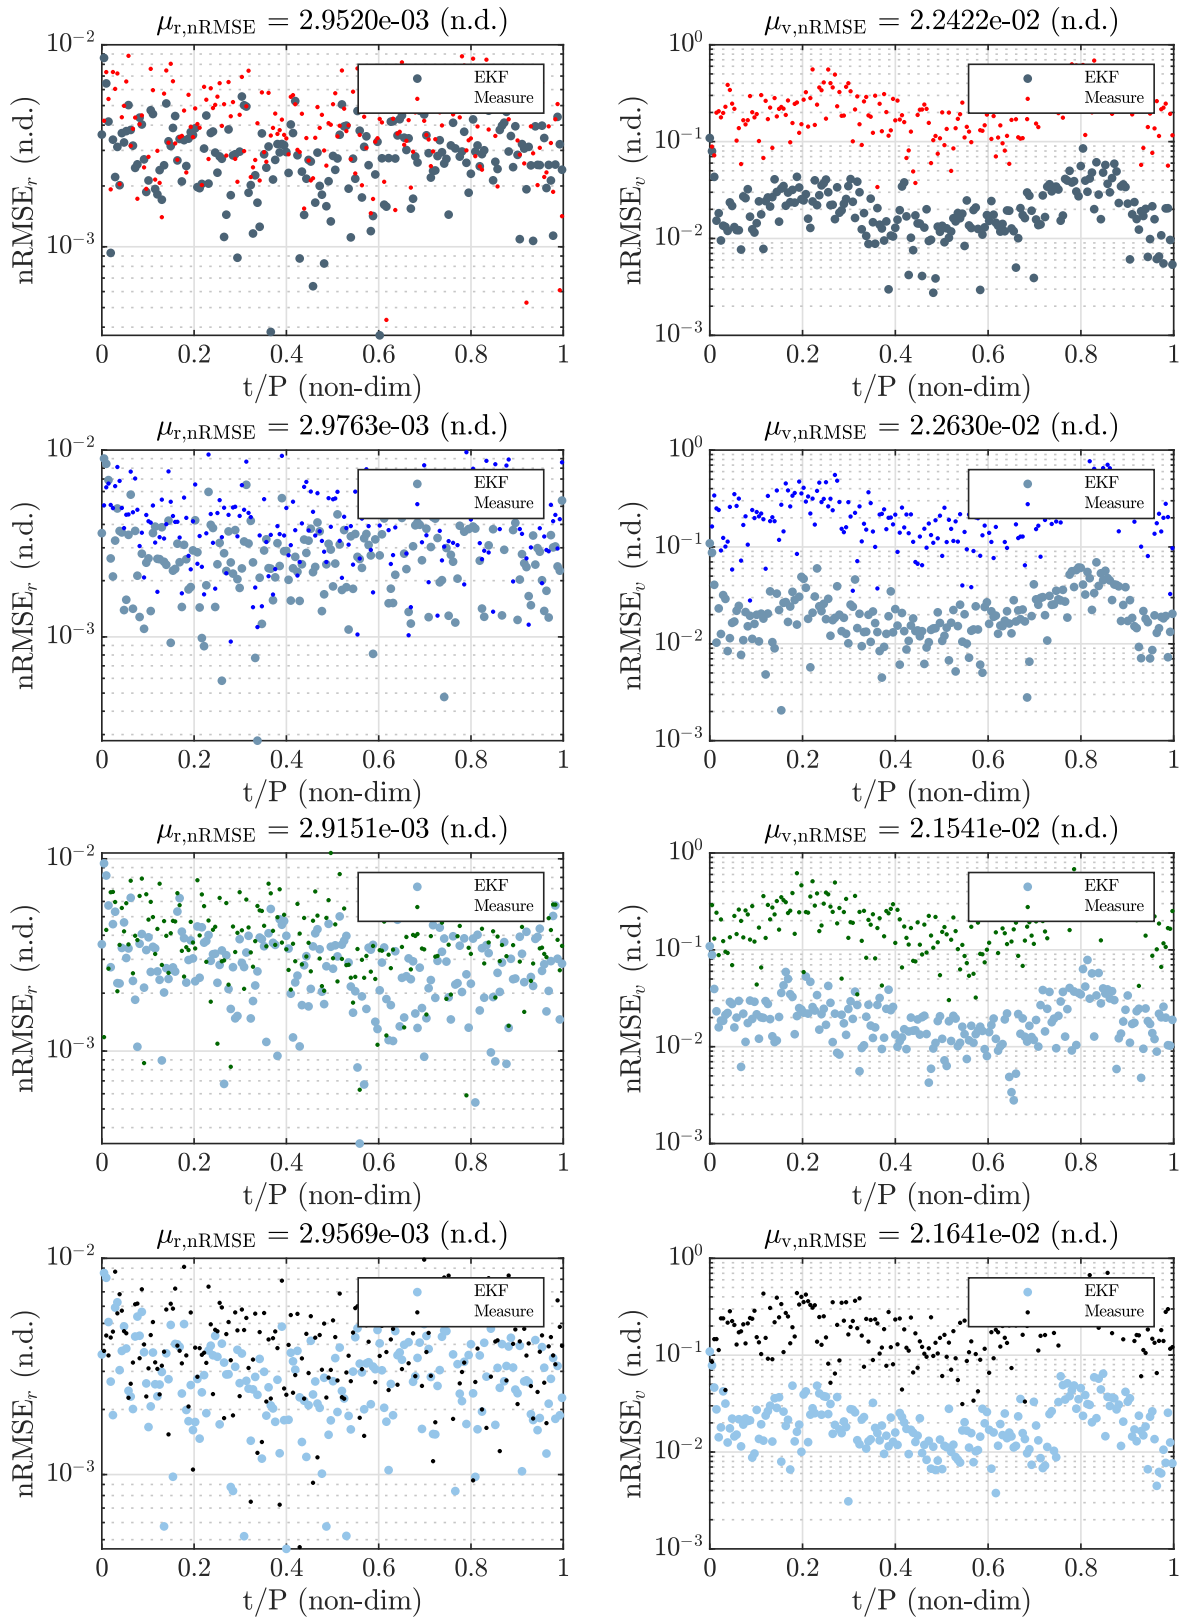 μr,nRMSE = 2.9520e-03 (n.d.)
10−2
10−3
nRMSEr (n.d.)
EKF
Measure
0 0.2 0.4 0.6 0.8 1
t/P (non-dim)
μv,nRMSE = 2.2422e-02 (n.d.)
100
10−1
10−2
10−3
nRMSEv (n.d.)
EKF
Measure
0 0.2 0.4 0.6 0.8 1
t/P (non-dim)
μr,nRMSE = 2.9763e-03 (n.d.)
10−2
10−3
nRMSEr (n.d.)
EKF
Measure
0 0.2 0.4 0.6 0.8 1
t/P (non-dim)
μv,nRMSE = 2.2630e-02 (n.d.)
100
10−1
10−2
10−3
nRMSEv (n.d.)
EKF
Measure
0 0.2 0.4 0.6 0.8 1
t/P (non-dim)
μr,nRMSE = 2.9151e-03 (n.d.)
10−2
10−3
nRMSEr (n.d.)
EKF
Measure
0 0.2 0.4 0.6 0.8 1
t/P (non-dim)
μv,nRMSE = 2.1541e-02 (n.d.)
100
10−1
10−2
10−3
nRMSEv (n.d.)
EKF
Measure
0 0.2 0.4 0.6 0.8 1
t/P (non-dim)
μr,nRMSE = 2.9569e-03 (n.d.)
10−2
10−3
nRMSEr (n.d.)
EKF
Measure
0 0.2 0.4 0.6 0.8 1
t/P (non-dim)
μv,nRMSE = 2.1641e-02 (n.d.)
100
10−1
10−2
10−3
nRMSEv (n.d.)
EKF
Measure
0 0.2 0.4 0.6 0.8 1
t/P (non-dim)